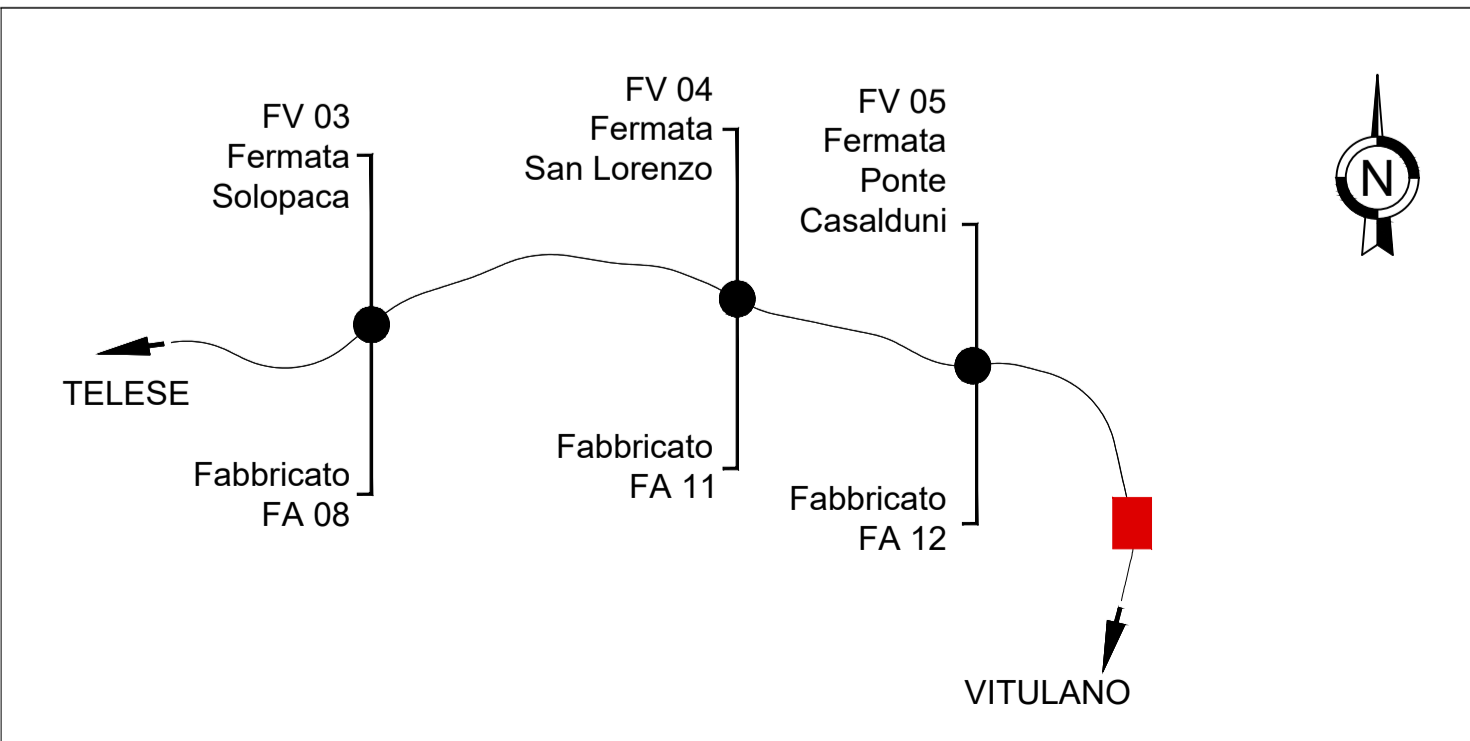 FV 03
Fermata
Solopaca
FV 04
Fermata
San Lorenzo
FV 05
Fermata
Ponte
Casalduni
N
TELESE
Fabbricato
FA 08
Fabbricato
FA 11
Fabbricato
FA 12
VITULANO